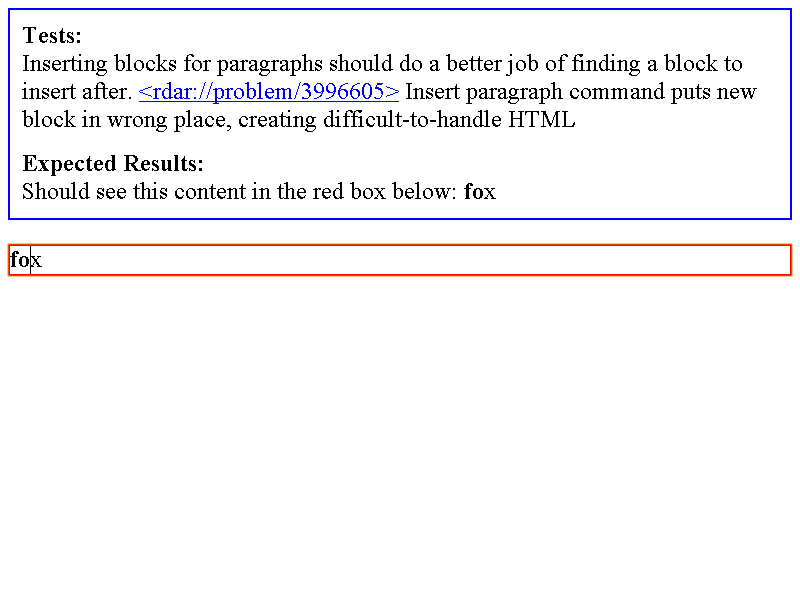 Tests:
Inserting blocks for paragraphs should do a better job of finding a block to
insert after. <rdar://problem/3996605> Insert paragraph command puts new
block in wrong place, creating difficult-to-handle HTML
Expected Results:
Should see this content in the red box below: fox
fox